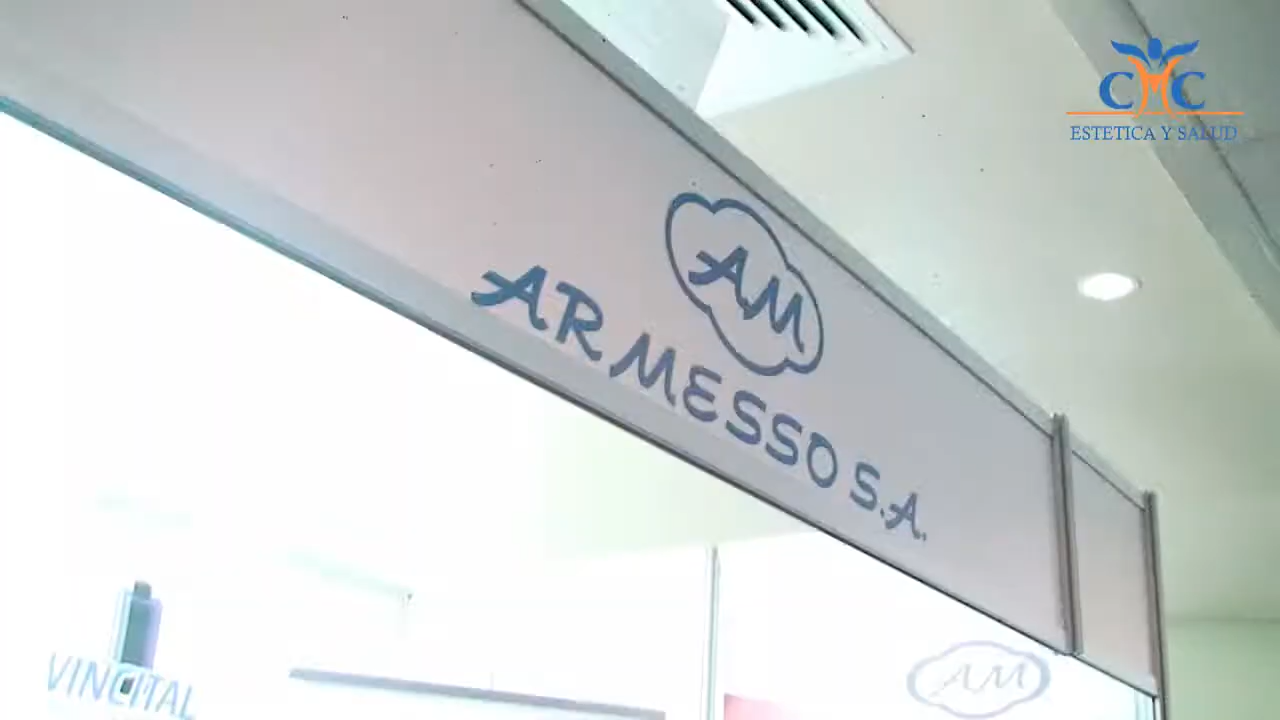 CMC
ESTETICA Y SALUD
AM
ARMESSO S.A.
AM
VINCITAL